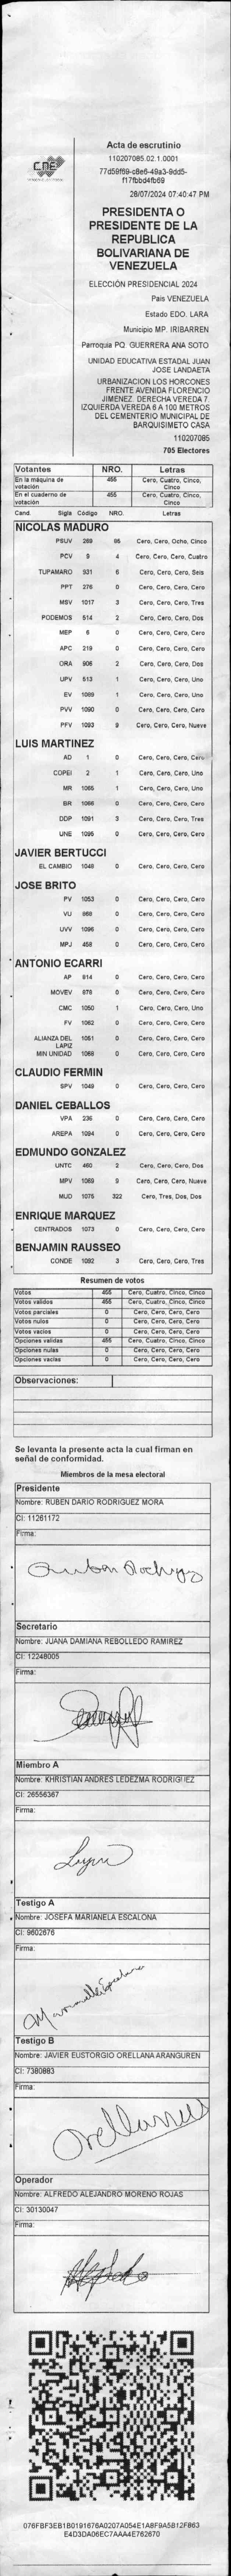 CNE
Acta de escrutinio
110207085.02.1.0001
77d59f69-c8e6-49a3-9dd5-
f17fbbd4fb69
28/07/2024 07:40:47 PM
PRESIDENTA O
PRESIDENTE DE LA
REPUBLICA
BOLIVARIANA DE
VENEZUELA
ELECCIÓN PRESIDENCIAL 2024
Pais VENEZUELA
Estado EDO. LARA
Municipio MP. IRIBARREN
Parroquia PQ. GUERRERA ANA SOTO
UNIDAD EDUCATIVA ESTADAL JUAN
JOSE LANDAETA
URBANIZACION LOS HORCONES
FRENTE AVENIDA FLORENCIO
JIMENEZ. DERECHA VEREDA 7.
IZQUIERDA VEREDA 6 A 100 METROS
DEL CEMENTERIO MUNICIPAL DE
BARQUISIMETO CASA
110207085
705 Electores
Votantes NRO. Letras
En la máquina de votación 455 Cero, Cuatro, Cinco, Cinco
En el cuaderno de votación 455 Cero, Cuatro, Cinco, Cinco
Cand. Sigla Código NRO. Letras
NICOLAS MADURO
PSUV 269 85 Cero, Cero, Ocho, Cinco
PCV 9 4 Cero, Cero, Cero, Cuatro
TUPAMARO 931 6 Cero, Cero, Cero, Seis
PPT 276 0 Cero, Cero, Cero, Cero
MSV 1017 3 Cero, Cero, Cero, Tres
PODEMOS 514 2 Cero, Cero, Cero, Dos
MEP 6 0 Cero, Cero, Cero, Cero
APC 219 0 Cero, Cero, Cero, Cero
ORA 906 2 Cero, Cero, Cero, Dos
UPV 513 1 Cero, Cero, Cero, Uno
EV 1089 1 Cero, Cero, Cero, Uno
PVV 1090 0 Cero, Cero, Cero, Cero
PFV 1093 9 Cero, Cero, Cero, Nueve
LUIS MARTINEZ
AD 1 0 Cero, Cero, Cero, Cero
COPEI 2 1 Cero, Cero, Cero, Uno
MR 1065 1 Cero, Cero, Cero, Uno
BR 1066 0 Cero, Cero, Cero, Cero
DDP 1091 3 Cero, Cero, Cero, Tres
UNE 1095 0 Cero, Cero, Cero, Cero
JAVIER BERTUCCI
EL CAMBIO 1048 0 Cero, Cero, Cero, Cero
JOSE BRITO
PV 1053 0 Cero, Cero, Cero, Cero
VU 868 0 Cero, Cero, Cero, Cero
UVV 1096 0 Cero, Cero, Cero, Cero
MPJ 458 0 Cero, Cero, Cero, Cero
ANTONIO ECARRI
AP 914 0 Cero, Cero, Cero, Cero
MOVEV 978 0 Cero, Cero, Cero, Cero
CMC 1050 1 Cero, Cero, Cero, Uno
FV 1062 0 Cero, Cero, Cero, Cero
ALIANZA DEL LAPIZ 1051 0 Cero, Cero, Cero, Cero
MIN UNIDAD 1068 0 Cero, Cero, Cero, Cero
CLAUDIO FERMIN
SPV 1049 0 Cero, Cero, Cero, Cero
DANIEL CEBALLOS
VPA 236 0 Cero, Cero, Cero, Cero
AREPA 1094 0 Cero, Cero, Cero, Cero
EDMUNDO GONZALEZ
UNTC 460 2 Cero, Cero, Cero, Dos
MPV 1069 9 Cero, Cero, Cero, Nueve
MUD 1076 322 Cero, Tres, Dos, Dos
ENRIQUE MARQUEZ
CENTRADOS 1073 0 Cero, Cero, Cero, Cero
BENJAMIN RAUSSEO
CONDE 1092 3 Cero, Cero, Cero, Tres
Resumen de votos
Votos 455 Cero, Cuatro, Cinco, Cinco
Votos validos 455 Cero, Cuatro, Cinco, Cinco
Votos parciales 0 Cero, Cero, Cero, Cero
Votos nulos 0 Cero, Cero, Cero, Cero
Votos vacios 0 Cero, Cero, Cero, Cero
Opciones validas 455 Cero, Cuatro, Cinco, Cinco
Opciones nulas 0 Cero, Cero, Cero, Cero
Opciones vacias 0 Cero, Cero, Cero, Cero
Observaciones:
Se levanta la presente acta la cual firman en
señal de conformidad.
Miembros de la mesa electoral
Presidente
Nombre: RUBEN DARIO RODRIGUEZ MORA
CI: 11261172
Firma:
Ruben Rodriguez
Secretario
Nombre: JUANA DAMIANA REBOLLEDO RAMIREZ
CI: 12248005
Firma:
Miembro A
Nombre: KHRISTIAN ANDRES LEDEZMA RODRIGUEZ
CI: 26556367
Firma:
Testigo A
Nombre: JOSEFA MARIANELA ESCALONA
CI: 9602676
Firma:
Testigo B
Nombre: JAVIER EUSTORGIO ORELLANA ARANGUREN
CI: 7380883
Firma:
Operador
Nombre: ALFREDO ALEJANDRO MORENO ROJAS
CI: 30130047
Firma:
076FBF3EB1B0191676A0207A054E1A8F9A5B12F863
E4D3DA06EC7AAA4E762670